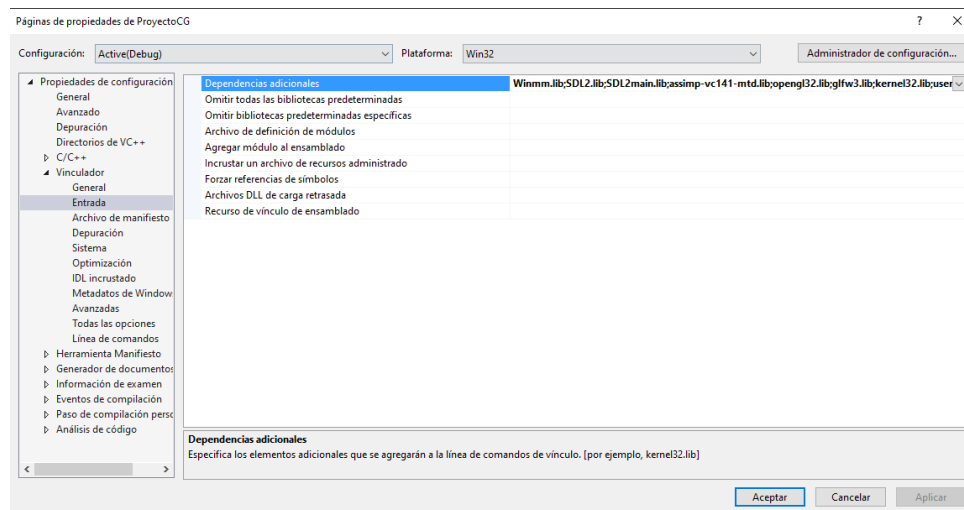 Páginas de propiedades de ProyectoCG ? ✕
Configuración: Active(Debug) Plataforma: Win32 Administrador de configuración...
Propiedades de configuración
General
Avanzado
Depuración
Directorios de VC++
C/C++
Vinculador
General
Entrada
Archivo de manifiesto
Depuración
Sistema
Optimización
IDL incrustado
Metadatos de Window
Avanzadas
Todas las opciones
Línea de comandos
Herramienta Manifiesto
Generador de documentos
Información de examen
Eventos de compilación
Paso de compilación perso
Análisis de código
Dependencias adicionales Winmm.lib;SDL2.lib;SDL2main.lib;assimp-vc141-mtd.lib;opengl32.lib;glfw3.lib;kernel32.lib;user
Omitir todas las bibliotecas predeterminadas
Omitir bibliotecas predeterminadas específicas
Archivo de definición de módulos
Agregar módulo al ensamblado
Incrustar un archivo de recursos administrado
Forzar referencias de símbolos
Archivos DLL de carga retrasada
Recurso de vínculo de ensamblado
Dependencias adicionales
Especifica los elementos adicionales que se agregarán a la línea de comandos de vínculo. [por ejemplo, kernel32.lib]
Aceptar Cancelar Aplicar